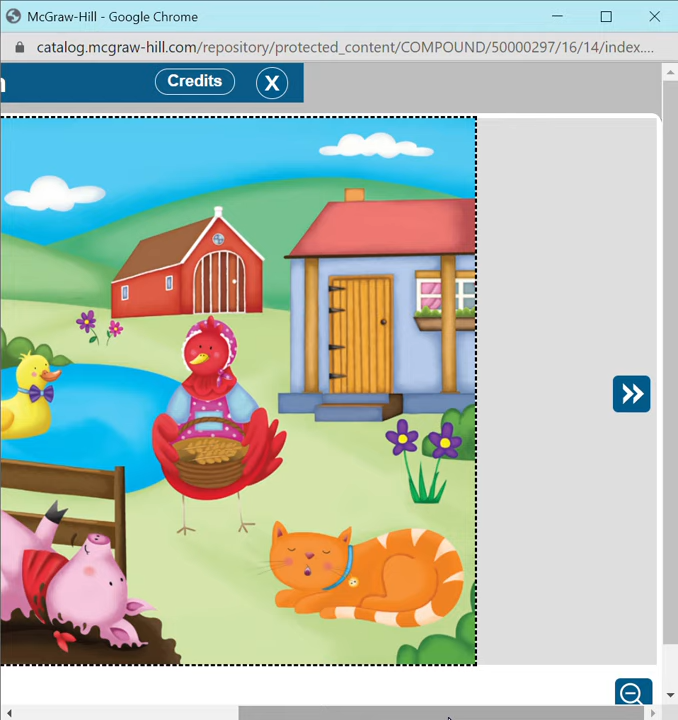 McGraw-Hill - Google Chrome
catalog.mcgraw-hill.com/repository/protected_content/COMPOUND/50000297/16/14/index....
Credits X